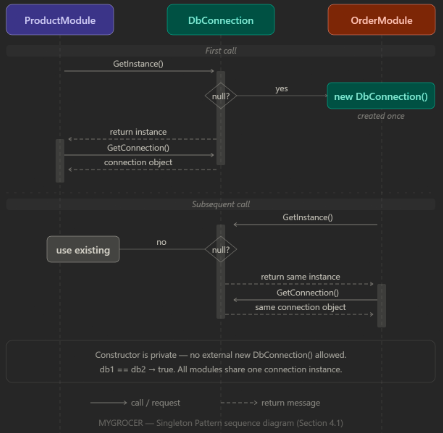 ProductModule
DbConnection
OrderModule
First call
GetInstance()
null?
yes
new DbConnection()
created once
return instance
GetConnection()
connection object
Subsequent call
GetInstance()
use existing
no
null?
return same instance
GetConnection()
same connection object
Constructor is private — no external new DbConnection() allowed.
db1 == db2 → true. All modules share one connection instance.
call / request
return message
MYGROCER — Singleton Pattern sequence diagram (Section 4.1)